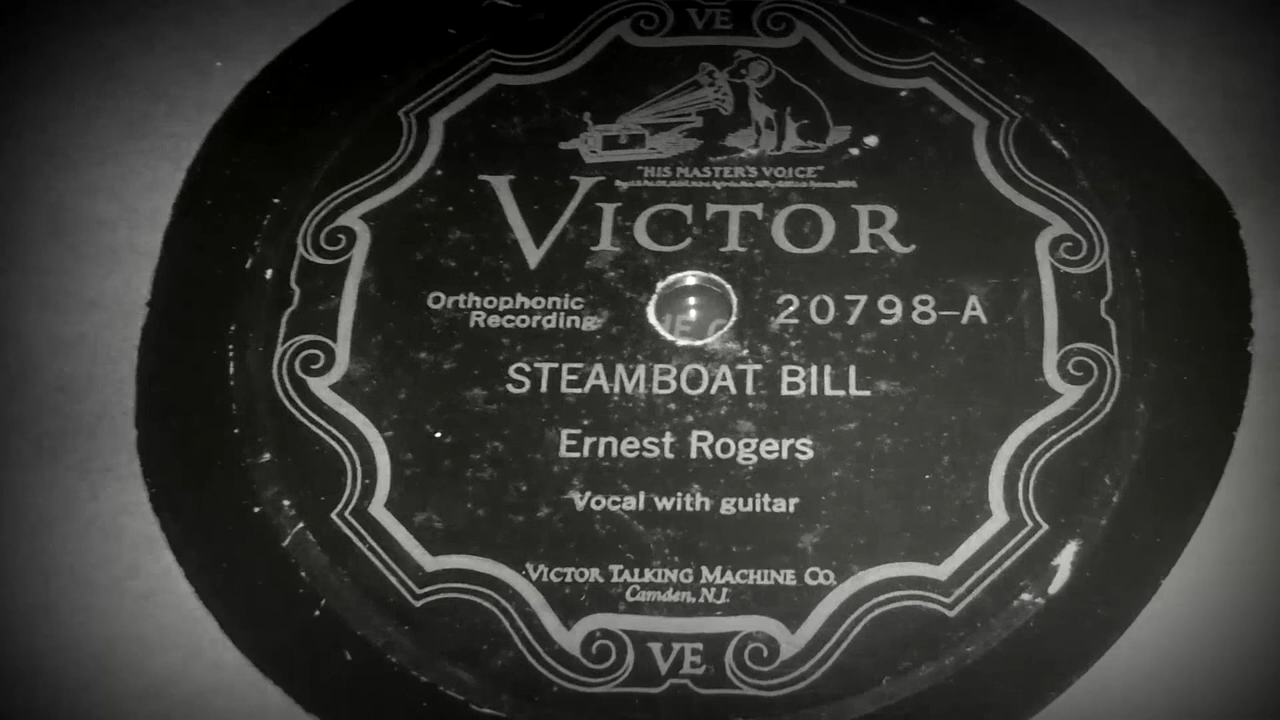 VE
"HIS MASTER'S VOICE"
VICTOR
Orthophonic
Recording
20798-A
STEAMBOAT BILL
Ernest Rogers
Vocal with guitar
VICTOR TALKING MACHINE CO.
Camden, N.J.
VE